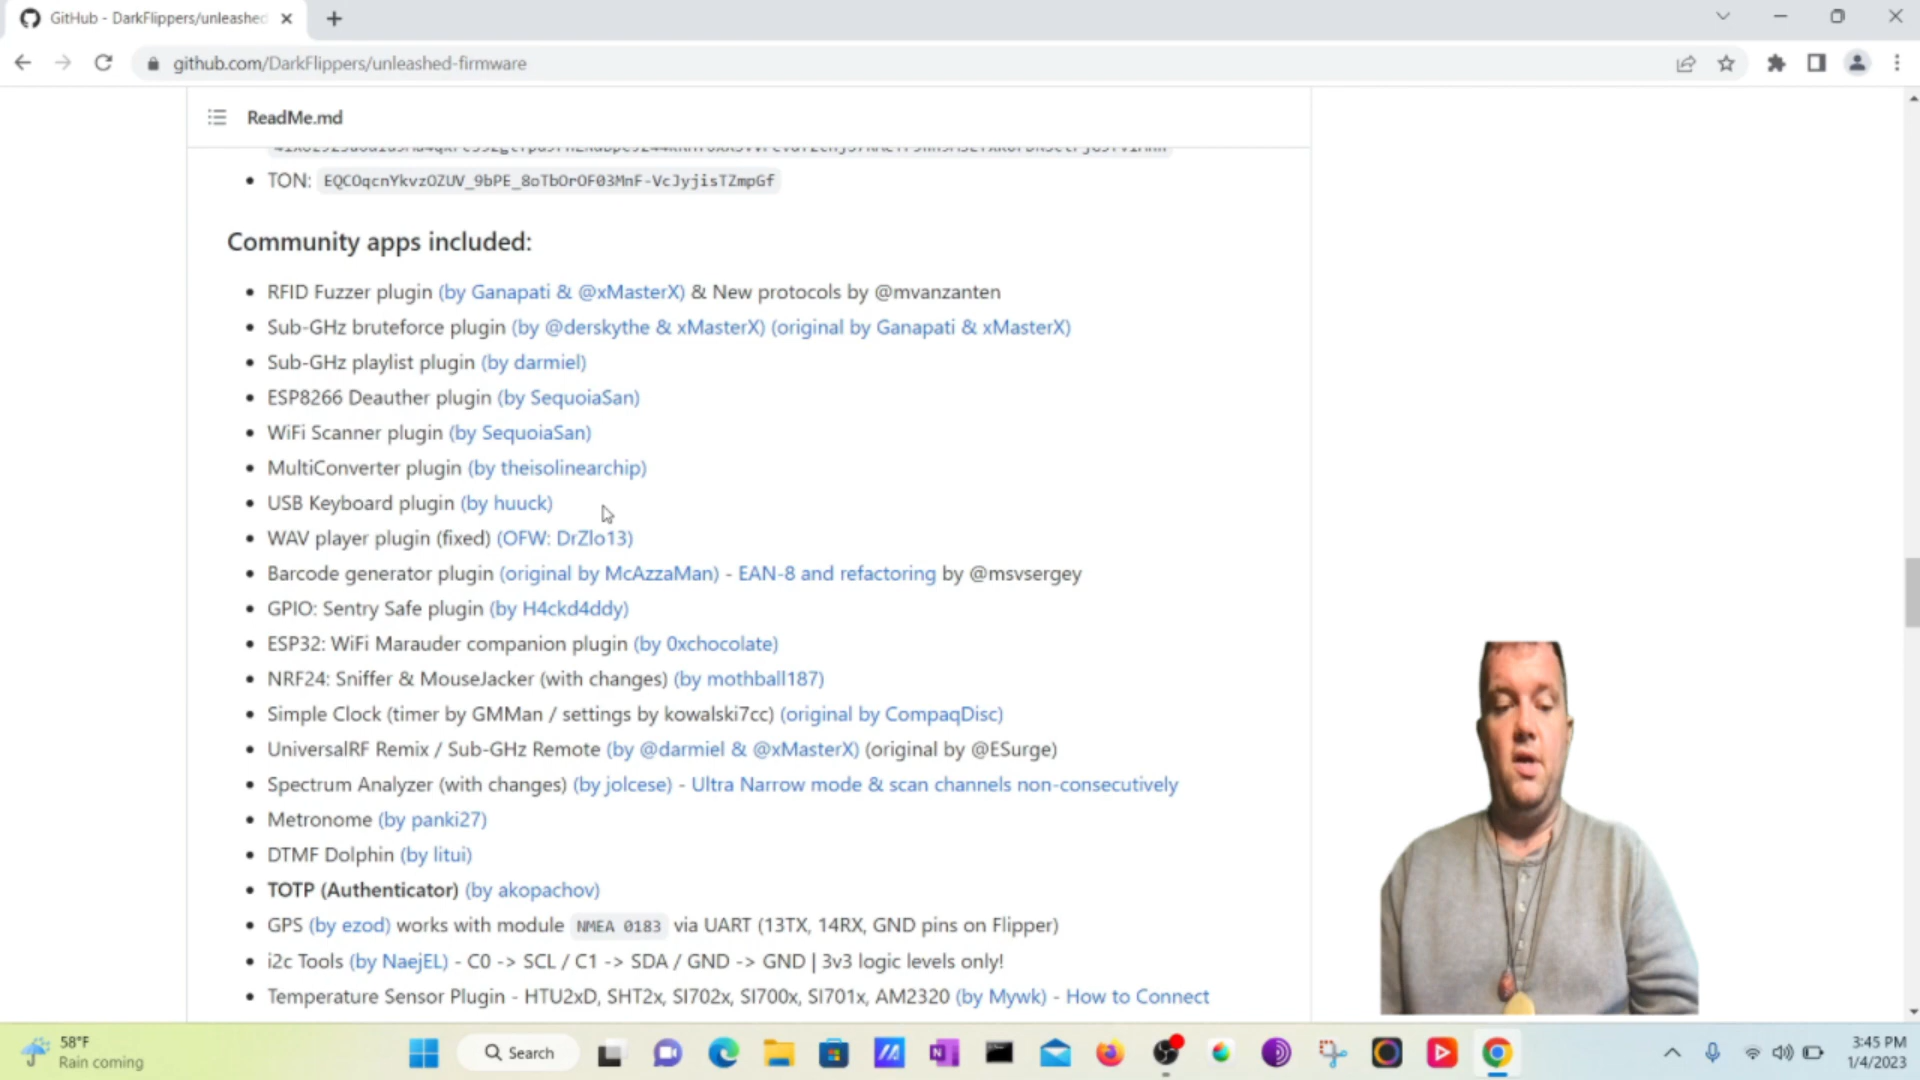 GitHub - DarkFlippers/unleashed
github.com/DarkFlippers/unleashed-firmware
ReadMe.md
TON: EQCOqcnYkvzOZUV_9bPE_8oTbOrOF03MnF-VcJyjisTZmpGf
Community apps included:
RFID Fuzzer plugin (by Ganapati & @xMasterX) & New protocols by @mvanzanten
Sub-GHz bruteforce plugin (by @derskythe & xMasterX) (original by Ganapati & xMasterX)
Sub-GHz playlist plugin (by darmiel)
ESP8266 Deauther plugin (by SequoiaSan)
WiFi Scanner plugin (by SequoiaSan)
MultiConverter plugin (by theisolinearchip)
USB Keyboard plugin (by huuck)
WAV player plugin (fixed) (OFW: DrZlo13)
Barcode generator plugin (original by McAzzaMan) - EAN-8 and refactoring by @msvsergey
GPIO: Sentry Safe plugin (by H4ckd4ddy)
ESP32: WiFi Marauder companion plugin (by 0xchocolate)
NRF24: Sniffer & MouseJacker (with changes) (by mothball187)
Simple Clock (timer by GMMan / settings by kowalski7cc) (original by CompaqDisc)
UniversalRF Remix / Sub-GHz Remote (by @darmiel & @xMasterX) (original by @ESurge)
Spectrum Analyzer (with changes) (by jolcese) - Ultra Narrow mode & scan channels non-consecutively
Metronome (by panki27)
DTMF Dolphin (by litui)
TOTP (Authenticator) (by akopachov)
GPS (by ezod) works with module NMEA 0183 via UART (13TX, 14RX, GND pins on Flipper)
i2c Tools (by NaejEL) - C0 -> SCL / C1 -> SDA / GND -> GND | 3v3 logic levels only!
Temperature Sensor Plugin - HTU2xD, SHT2x, SI702x, SI700x, SI701x, AM2320 (by Mywk) - How to Connect
58°F
Rain coming
Search
3:45 PM
1/4/2023